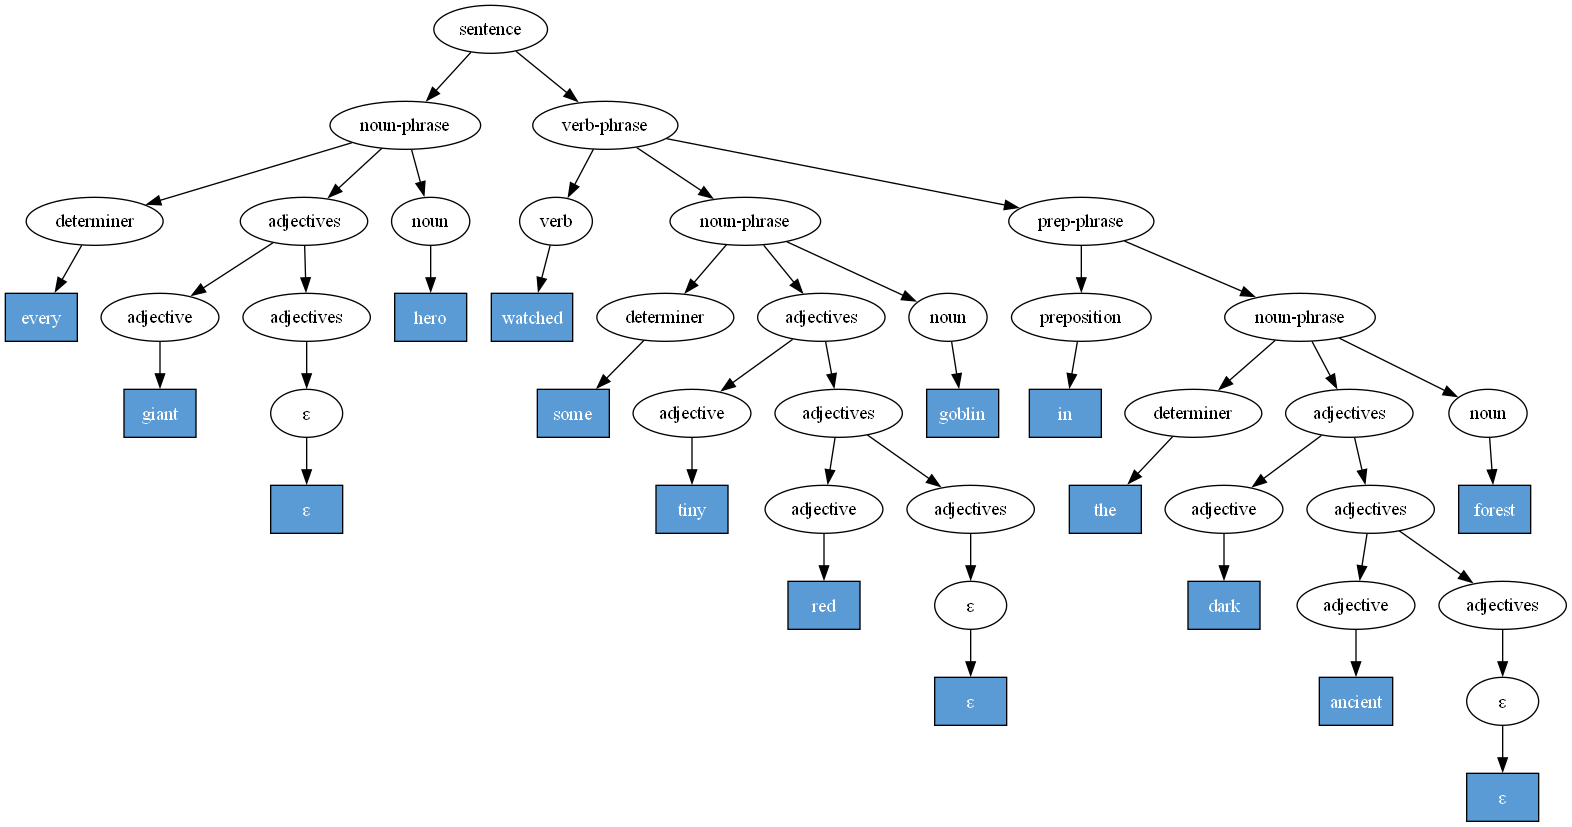 sentence
noun-phrase verb-phrase
determiner adjectives noun verb noun-phrase prep-phrase
every adjective adjectives hero watched determiner adjectives noun preposition noun-phrase
giant ε some adjective adjectives goblin in determiner adjectives noun
ε tiny adjective adjectives the adjective adjectives forest
red ε dark adjective adjectives
ε ancient ε
ε